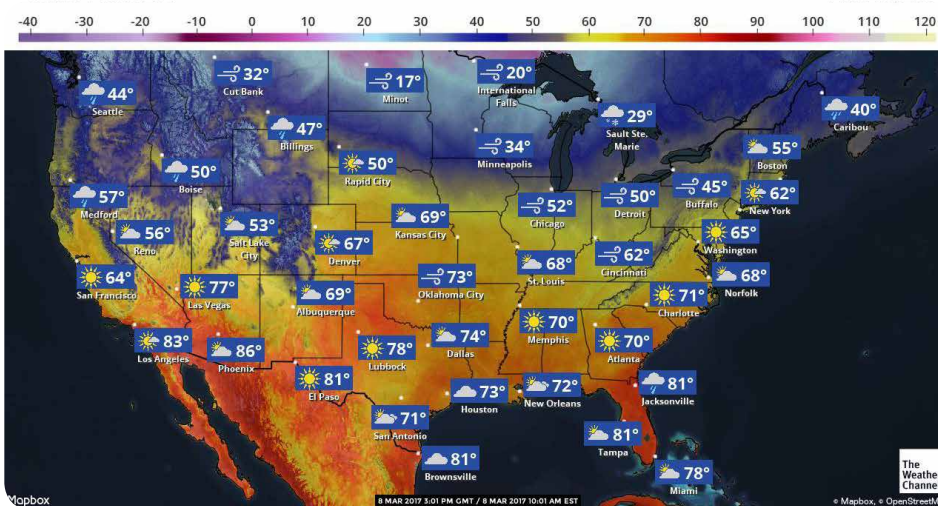 -40 -30 -20 -10 0 10 20 30 40 50 60 70 80 90 100 110 120
44°
Seattle
32°
Cut Bank
17°
Minot
20°
International
Falls
29°
Sault Ste.
Marie
40°
Caribou
47°
Billings
34°
Minneapolis
55°
Boston
50°
Boise
50°
Rapid City
45°
Buffalo
62°
New York
57°
Medford
50°
Detroit
52°
Chicago
56°
Reno
53°
Salt Lake
City
69°
Kansas City
65°
Washington
67°
Denver
68°
St. Louis
62°
Cincinnati
64°
San Francisco
77°
Las Vegas
69°
Albuquerque
73°
Oklahoma City
68°
Norfolk
71°
Charlotte
83°
Los Angeles
86°
Phoenix
78°
Lubbock
74°
Dallas
70°
Memphis
70°
Atlanta
81°
El Paso
73°
Houston
72°
New Orleans
81°
Jacksonville
71°
San Antonio
81°
Tampa
81°
Brownsville
78°
Miami
The
Weathe
Channe
Mapbox
8 MAR 2017 3:01 PM GMT / 8 MAR 2017 10:01 AM EST
© Mapbox, © OpenStreetM